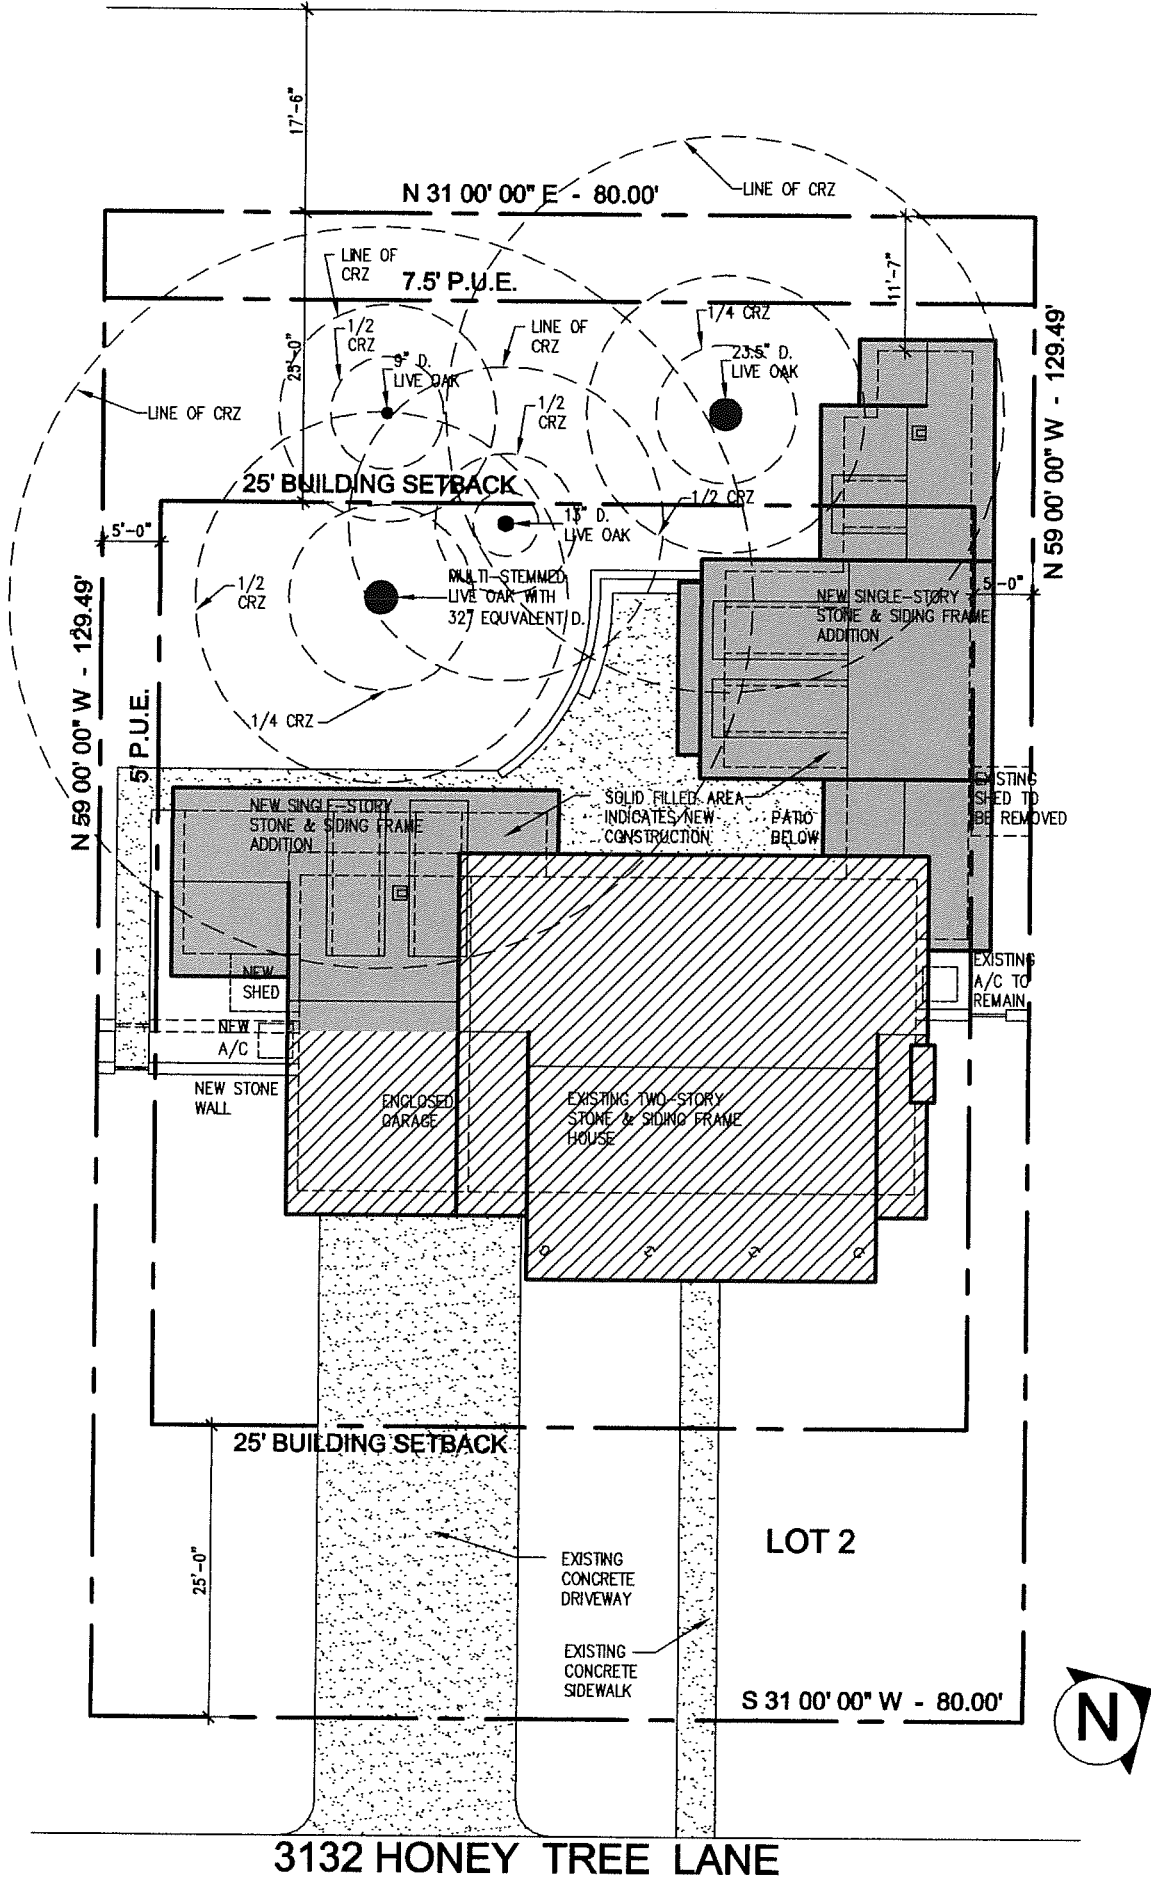 17'-6"
LINE OF CRZ
N 31 00' 00" E - 80.00'
LINE OF
CRZ
7.5' P.U.E.
11'-7"
1/4 CRZ
1/2
CRZ
LINE OF
CRZ
25'-0"
9" D.
LIVE OAK
23.5" D.
LIVE OAK
N 59 00' 00" W - 129.49'
LINE OF CRZ
1/2
CRZ
25' BUILDING SETBACK
1/2 CRZ
13" D.
LIVE OAK
5'-0"
MULTI-STEMMED
LIVE OAK WITH
32" EQUIVALENT D.
5'-0"
1/2
CRZ
NEW SINGLE-STORY
STONE & SIDING FRAME
ADDITION
N 59 00' 00" W - 129.49'
5' P.U.E.
1/4 CRZ
EXISTING
SHED TO
BE REMOVED
NEW SINGLE-STORY
STONE & SIDING FRAME
ADDITION
SOLID FILLED AREA
INDICATES NEW
CONSTRUCTION
PATIO
BELOW
NEW
SHED
EXISTING
A/C TO
REMAIN
NEW
A/C
NEW STONE
WALL
ENCLOSED
GARAGE
EXISTING TWO-STORY
STONE & SIDING FRAME
HOUSE
25' BUILDING SETBACK
25'-0"
LOT 2
EXISTING
CONCRETE
DRIVEWAY
EXISTING
CONCRETE
SIDEWALK
S 31 00' 00" W - 80.00'
N
3132 HONEY TREE LANE